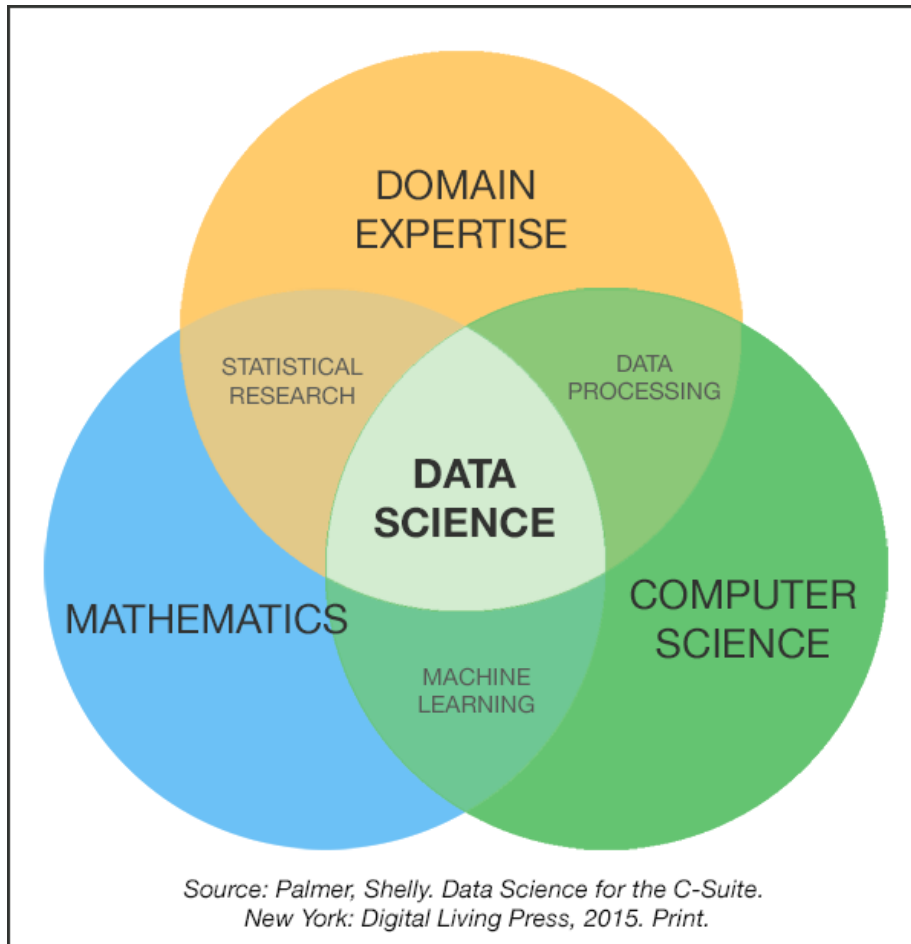 DOMAIN
EXPERTISE
STATISTICAL
RESEARCH
DATA
PROCESSING
DATA
SCIENCE
MATHEMATICS
COMPUTER
SCIENCE
MACHINE
LEARNING
Source: Palmer, Shelly. Data Science for the C-Suite.
New York: Digital Living Press, 2015. Print.